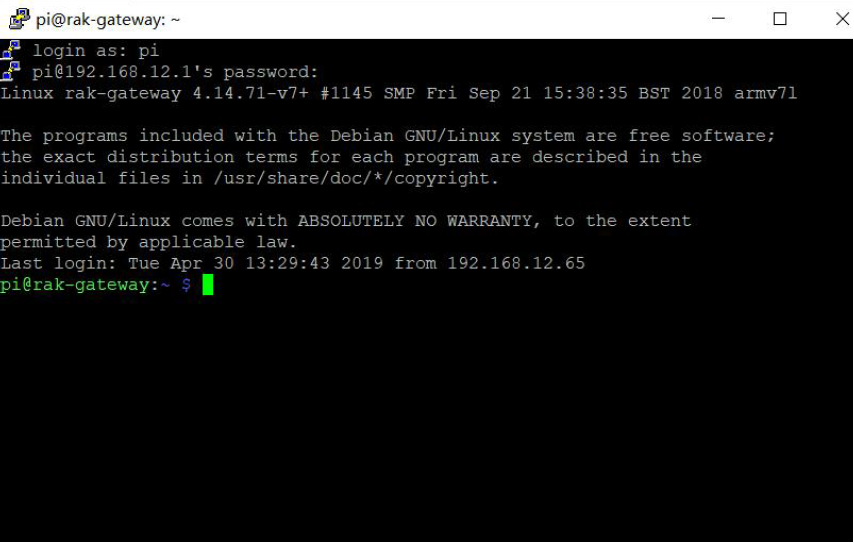 pi@rak-gateway: ~
login as: pi
pi@192.168.12.1's password:
Linux rak-gateway 4.14.71-v7+ #1145 SMP Fri Sep 21 15:38:35 BST 2018 armv7l
The programs included with the Debian GNU/Linux system are free software;
the exact distribution terms for each program are described in the
individual files in /usr/share/doc/*/copyright.
Debian GNU/Linux comes with ABSOLUTELY NO WARRANTY, to the extent
permitted by applicable law.
Last login: Tue Apr 30 13:29:43 2019 from 192.168.12.65
pi@rak-gateway:~ $